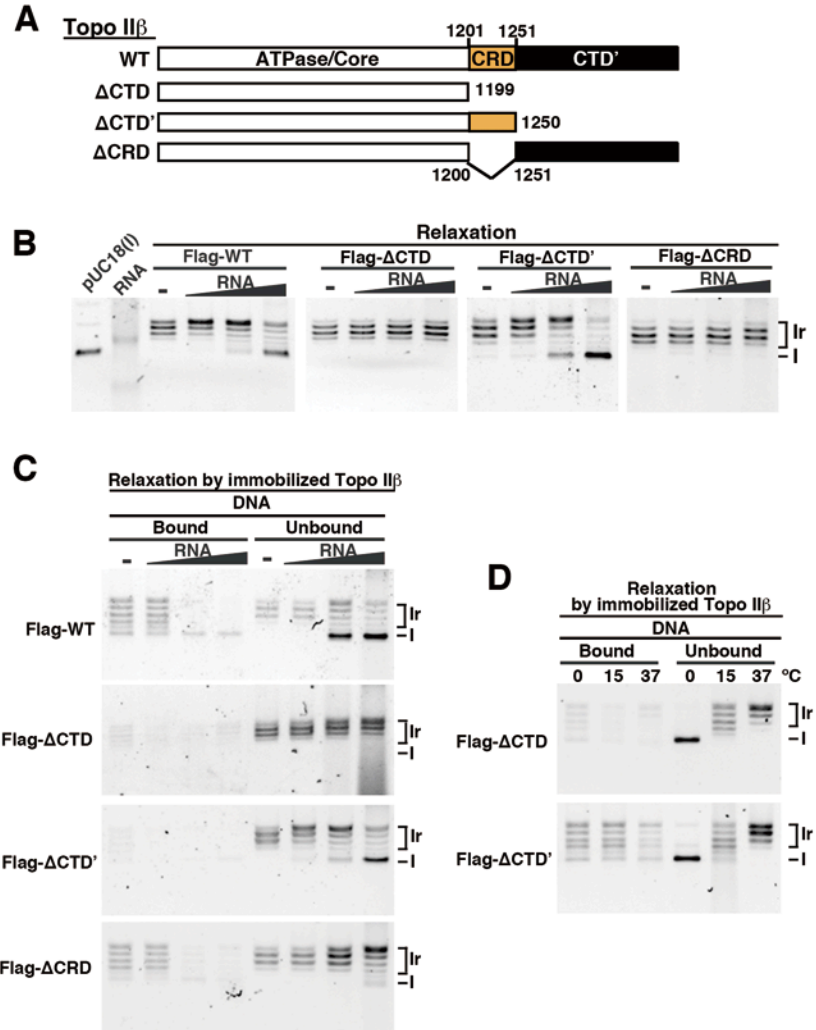 A
Topo IIβ
1201 1251
WT ATPase/Core CRD CTD’
ΔCTD 1199
ΔCTD’ 1250
ΔCRD
1200 1251
B
Relaxation
pUC18(I)
RNA
Flag-WT Flag-ΔCTD Flag-ΔCTD’ Flag-ΔCRD
- RNA - RNA - RNA - RNA
Ir
I
C
Relaxation by immobilized Topo IIβ
DNA
Bound Unbound
- RNA - RNA
Flag-WT Ir
I
Flag-ΔCTD Ir
I
Flag-ΔCTD’ Ir
I
Flag-ΔCRD Ir
I
D
Relaxation
by immobilized Topo IIβ
DNA
Bound Unbound
0 15 37 0 15 37 ºC
Flag-ΔCTD Ir
I
Flag-ΔCTD’ Ir
I